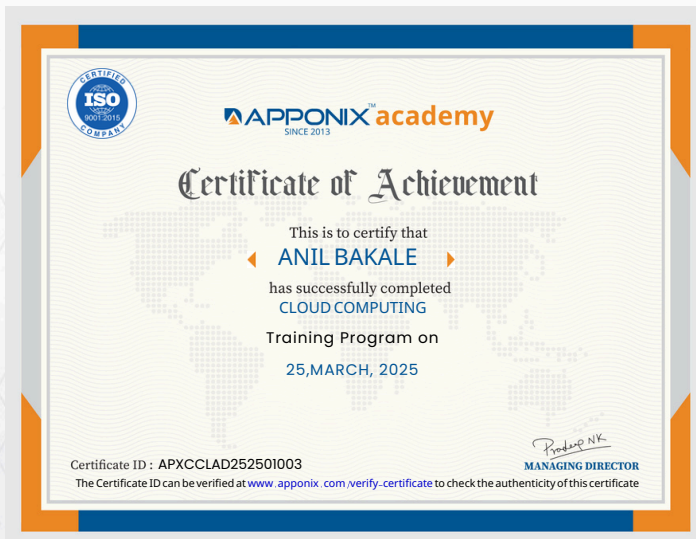 CERTIFIED
ISO
9001:2015
COMPANY
APPONIX™ academy
SINCE 2013
Certificate of Achievement
This is to certify that
ANIL BAKALE
has successfully completed
CLOUD COMPUTING
Training Program on
25,MARCH, 2025
Pradeep NK
Certificate ID : APXCCLAD252501003
MANAGING DIRECTOR
The Certificate ID can be verified at www.apponix.com/verify-certificate to check the authenticity of this certificate